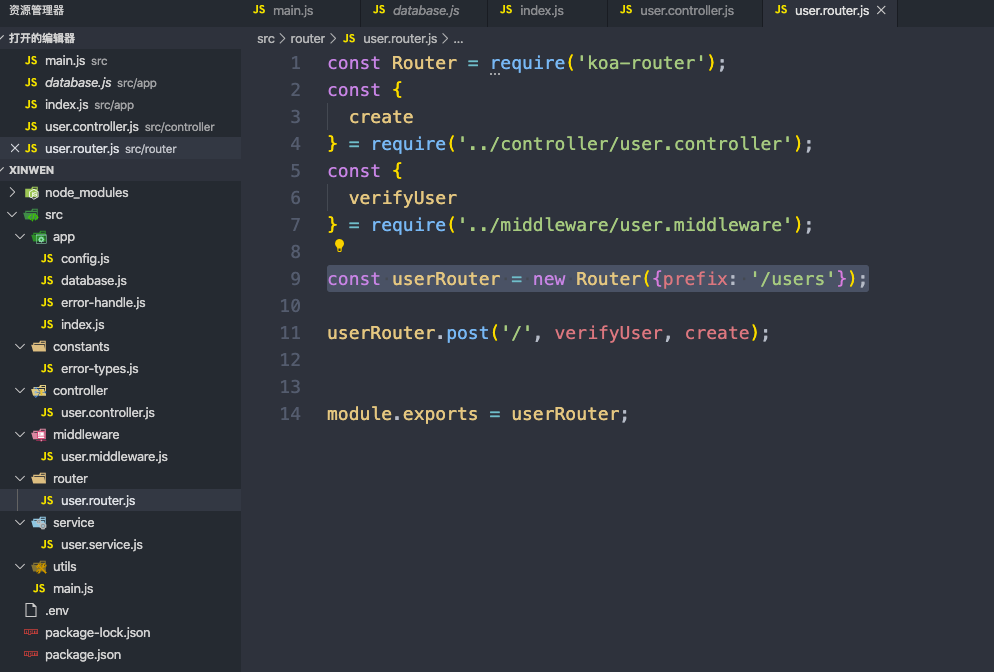 资源管理器
JS main.js
JS database.js
JS index.js
JS user.controller.js
JS user.router.js
打开的编辑器
JS main.js src
JS database.js src/app
JS index.js src/app
JS user.controller.js src/controller
JS user.router.js src/router
XINWEN
node_modules
src
app
JS config.js
JS database.js
JS error-handle.js
JS index.js
constants
JS error-types.js
controller
JS user.controller.js
middleware
JS user.middleware.js
router
JS user.router.js
service
JS user.service.js
utils
JS main.js
.env
package-lock.json
package.json
src > router > JS user.router.js > ...
1 const Router = require('koa-router');
2 const {
3 create
4 } = require('../controller/user.controller');
5 const {
6 verifyUser
7 } = require('../middleware/user.middleware');
8
9 const userRouter = new Router({prefix: '/users'});
10
11 userRouter.post('/', verifyUser, create);
12
13
14 module.exports = userRouter;